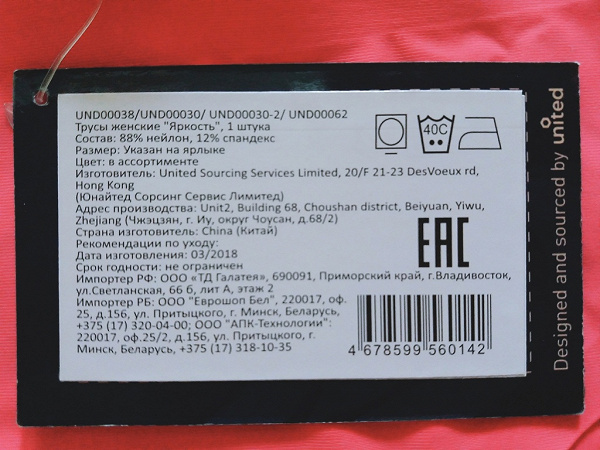 UND00038/UND00030/ UND00030-2/ UND00062
Трусы женские "Яркость", 1 штука
Состав: 88% нейлон, 12% спандекс
Размер: Указан на ярлыке
Цвет: в ассортименте
Изготовитель: United Sourcing Services Limited, 20/F 21-23 DesVoeux rd,
Hong Kong
(Юнайтед Сорсинг Сервис Лимитед)
Адрес производства: Unit2, Building 68, Choushan district, Beiyuan, Yiwu,
Zhejiang (Чжэцзян, г. Иу, округ Чоусан, д.68/2)
Страна изготовитель: China (Китай)
Рекомендации по уходу:
Дата изготовления: 03/2018
Срок годности: не ограничен
Импортер РФ: ООО «ТД Галатея», 690091, Приморский край, г.Владивосток,
ул.Светланская, 66 б, лит А, этаж 2
Импортер РБ: ООО "Еврошоп Бел", 220017, оф.
25, д.156, ул. Притыцкого, г. Минск, Беларусь,
+375 (17) 320-04-00; ООО "АПК-Технологии":
220017, оф.25/2, д.156, ул. Притыцкого, г.
Минск, Беларусь, +375 (17) 318-10-35
40C
EAC
4 678599 560142
Designed and sourced by united